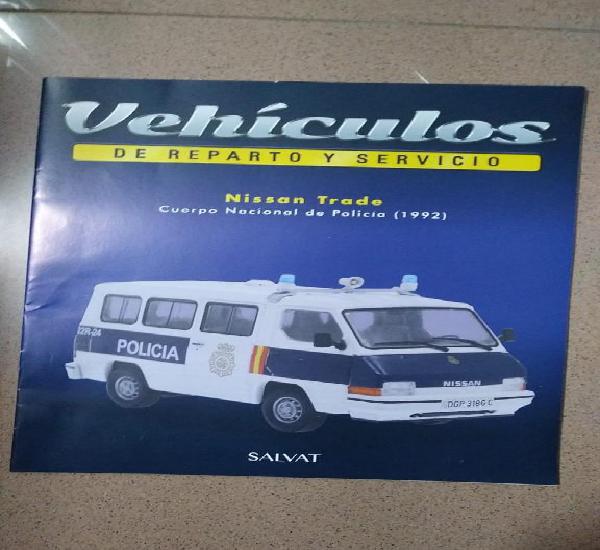 Vehículos
DE REPARTO Y SERVICIO
Nissan Trade
Cuerpo Nacional de Policía (1992)
POLICIA
NISSAN
SALVAT